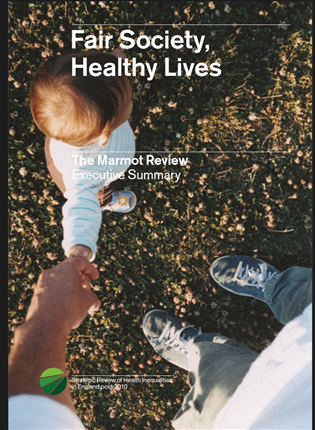 Fair Society,
Healthy Lives
The Marmot Review
Executive Summary
Strategic Review of Health Inequalities
in England post-2010